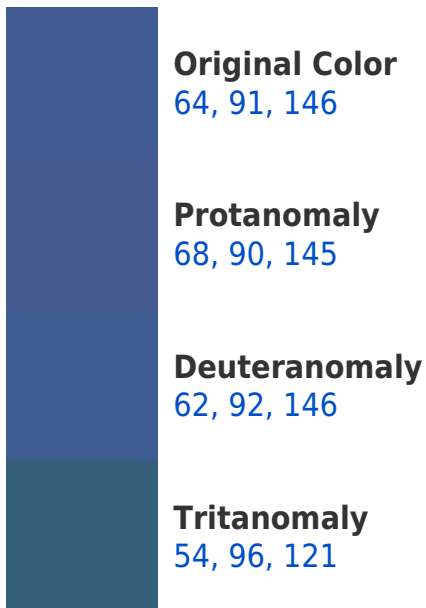 Original Color
64, 91, 146
Protanomaly
68, 90, 145
Deuteranomaly
62, 92, 146
Tritanomaly
54, 96, 121